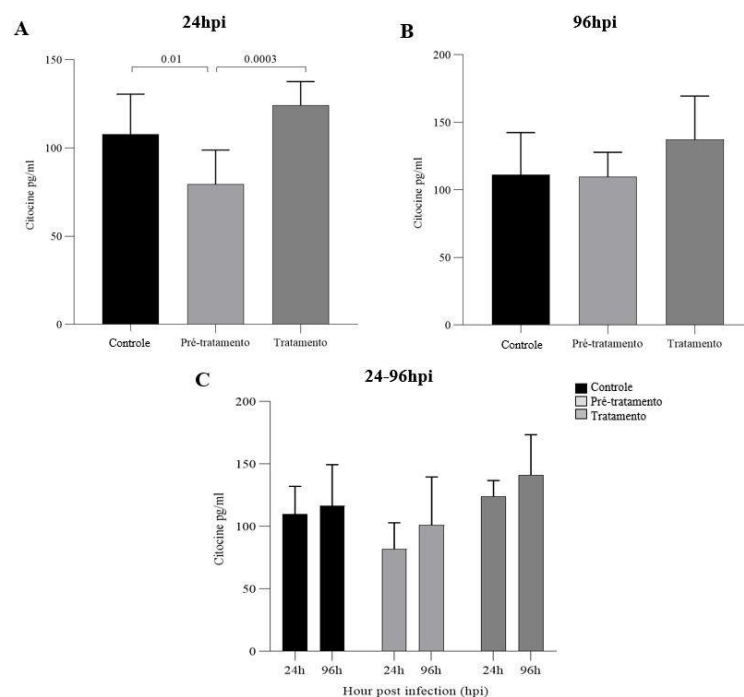 A
24hpi
0.01
0.0003
150
100
50
0
Citocine pg/ml
Controle
Pré-tratamento
Tratamento
B
96hpi
200
150
100
50
0
Citocine pg/ml
Controle
Pré-tratamento
Tratamento
C
24-96hpi
Controle
Pré-tratamento
Tratamento
200
150
100
50
0
Citocine pg/ml
24h 96h 24h 96h 24h 96h
Hour post infection (hpi)